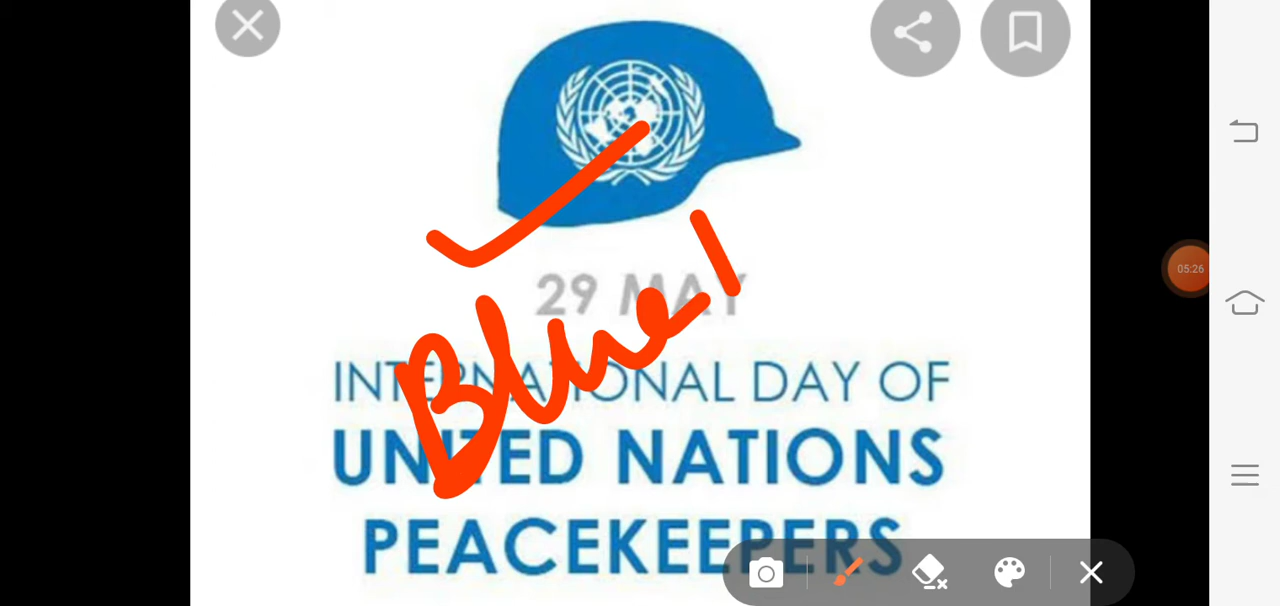 29 MAY
Blue
INTERNATIONAL DAY OF
UNITED NATIONS
PEACEKEEPERS
05:26